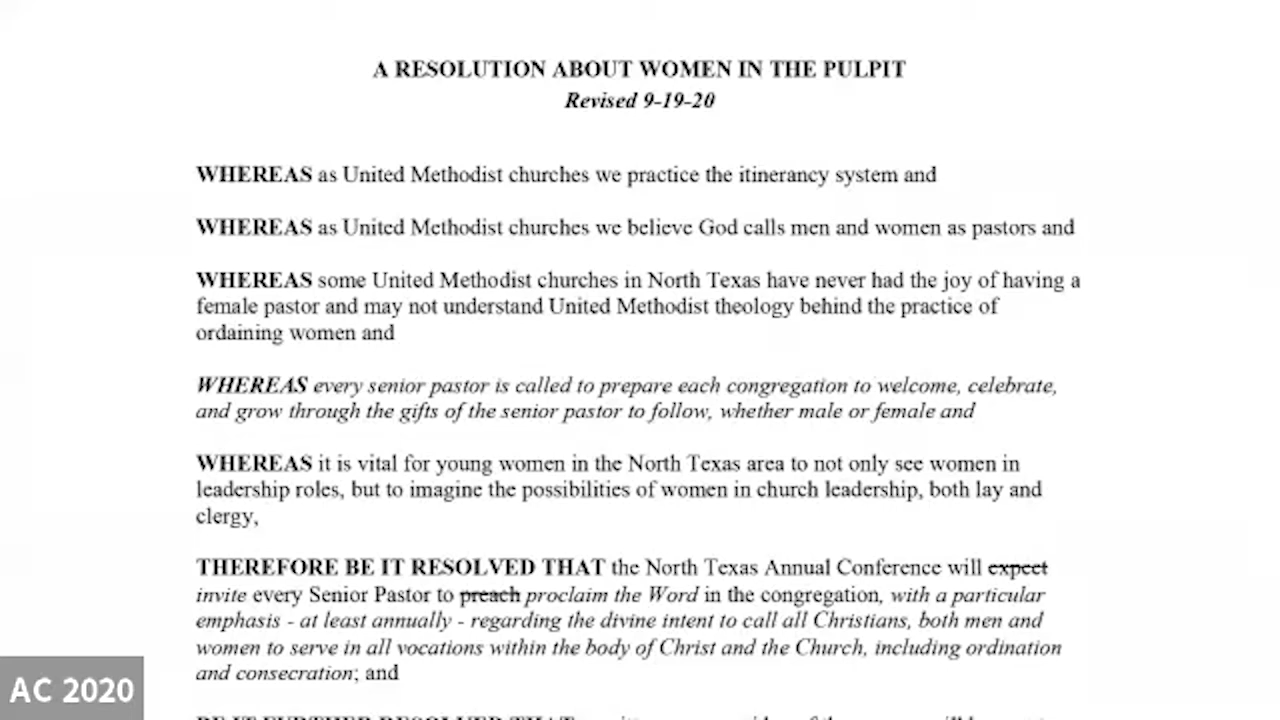 A RESOLUTION ABOUT WOMEN IN THE PULPIT
Revised 9-19-20
WHEREAS as United Methodist churches we practice the itinerancy system and
WHEREAS as United Methodist churches we believe God calls men and women as pastors and
WHEREAS some United Methodist churches in North Texas have never had the joy of having a
female pastor and may not understand United Methodist theology behind the practice of
ordaining women and
WHEREAS every senior pastor is called to prepare each congregation to welcome, celebrate,
and grow through the gifts of the senior pastor to follow, whether male or female and
WHEREAS it is vital for young women in the North Texas area to not only see women in
leadership roles, but to imagine the possibilities of women in church leadership, both lay and
clergy,
THEREFORE BE IT RESOLVED THAT the North Texas Annual Conference will expect
invite every Senior Pastor to preach proclaim the Word in the congregation, with a particular
emphasis - at least annually - regarding the divine intent to call all Christians, both men and
women to serve in all vocations within the body of Christ and the Church, including ordination
and consecration; and
BE IT FURTHER RESOLVED THAT
AC 2020